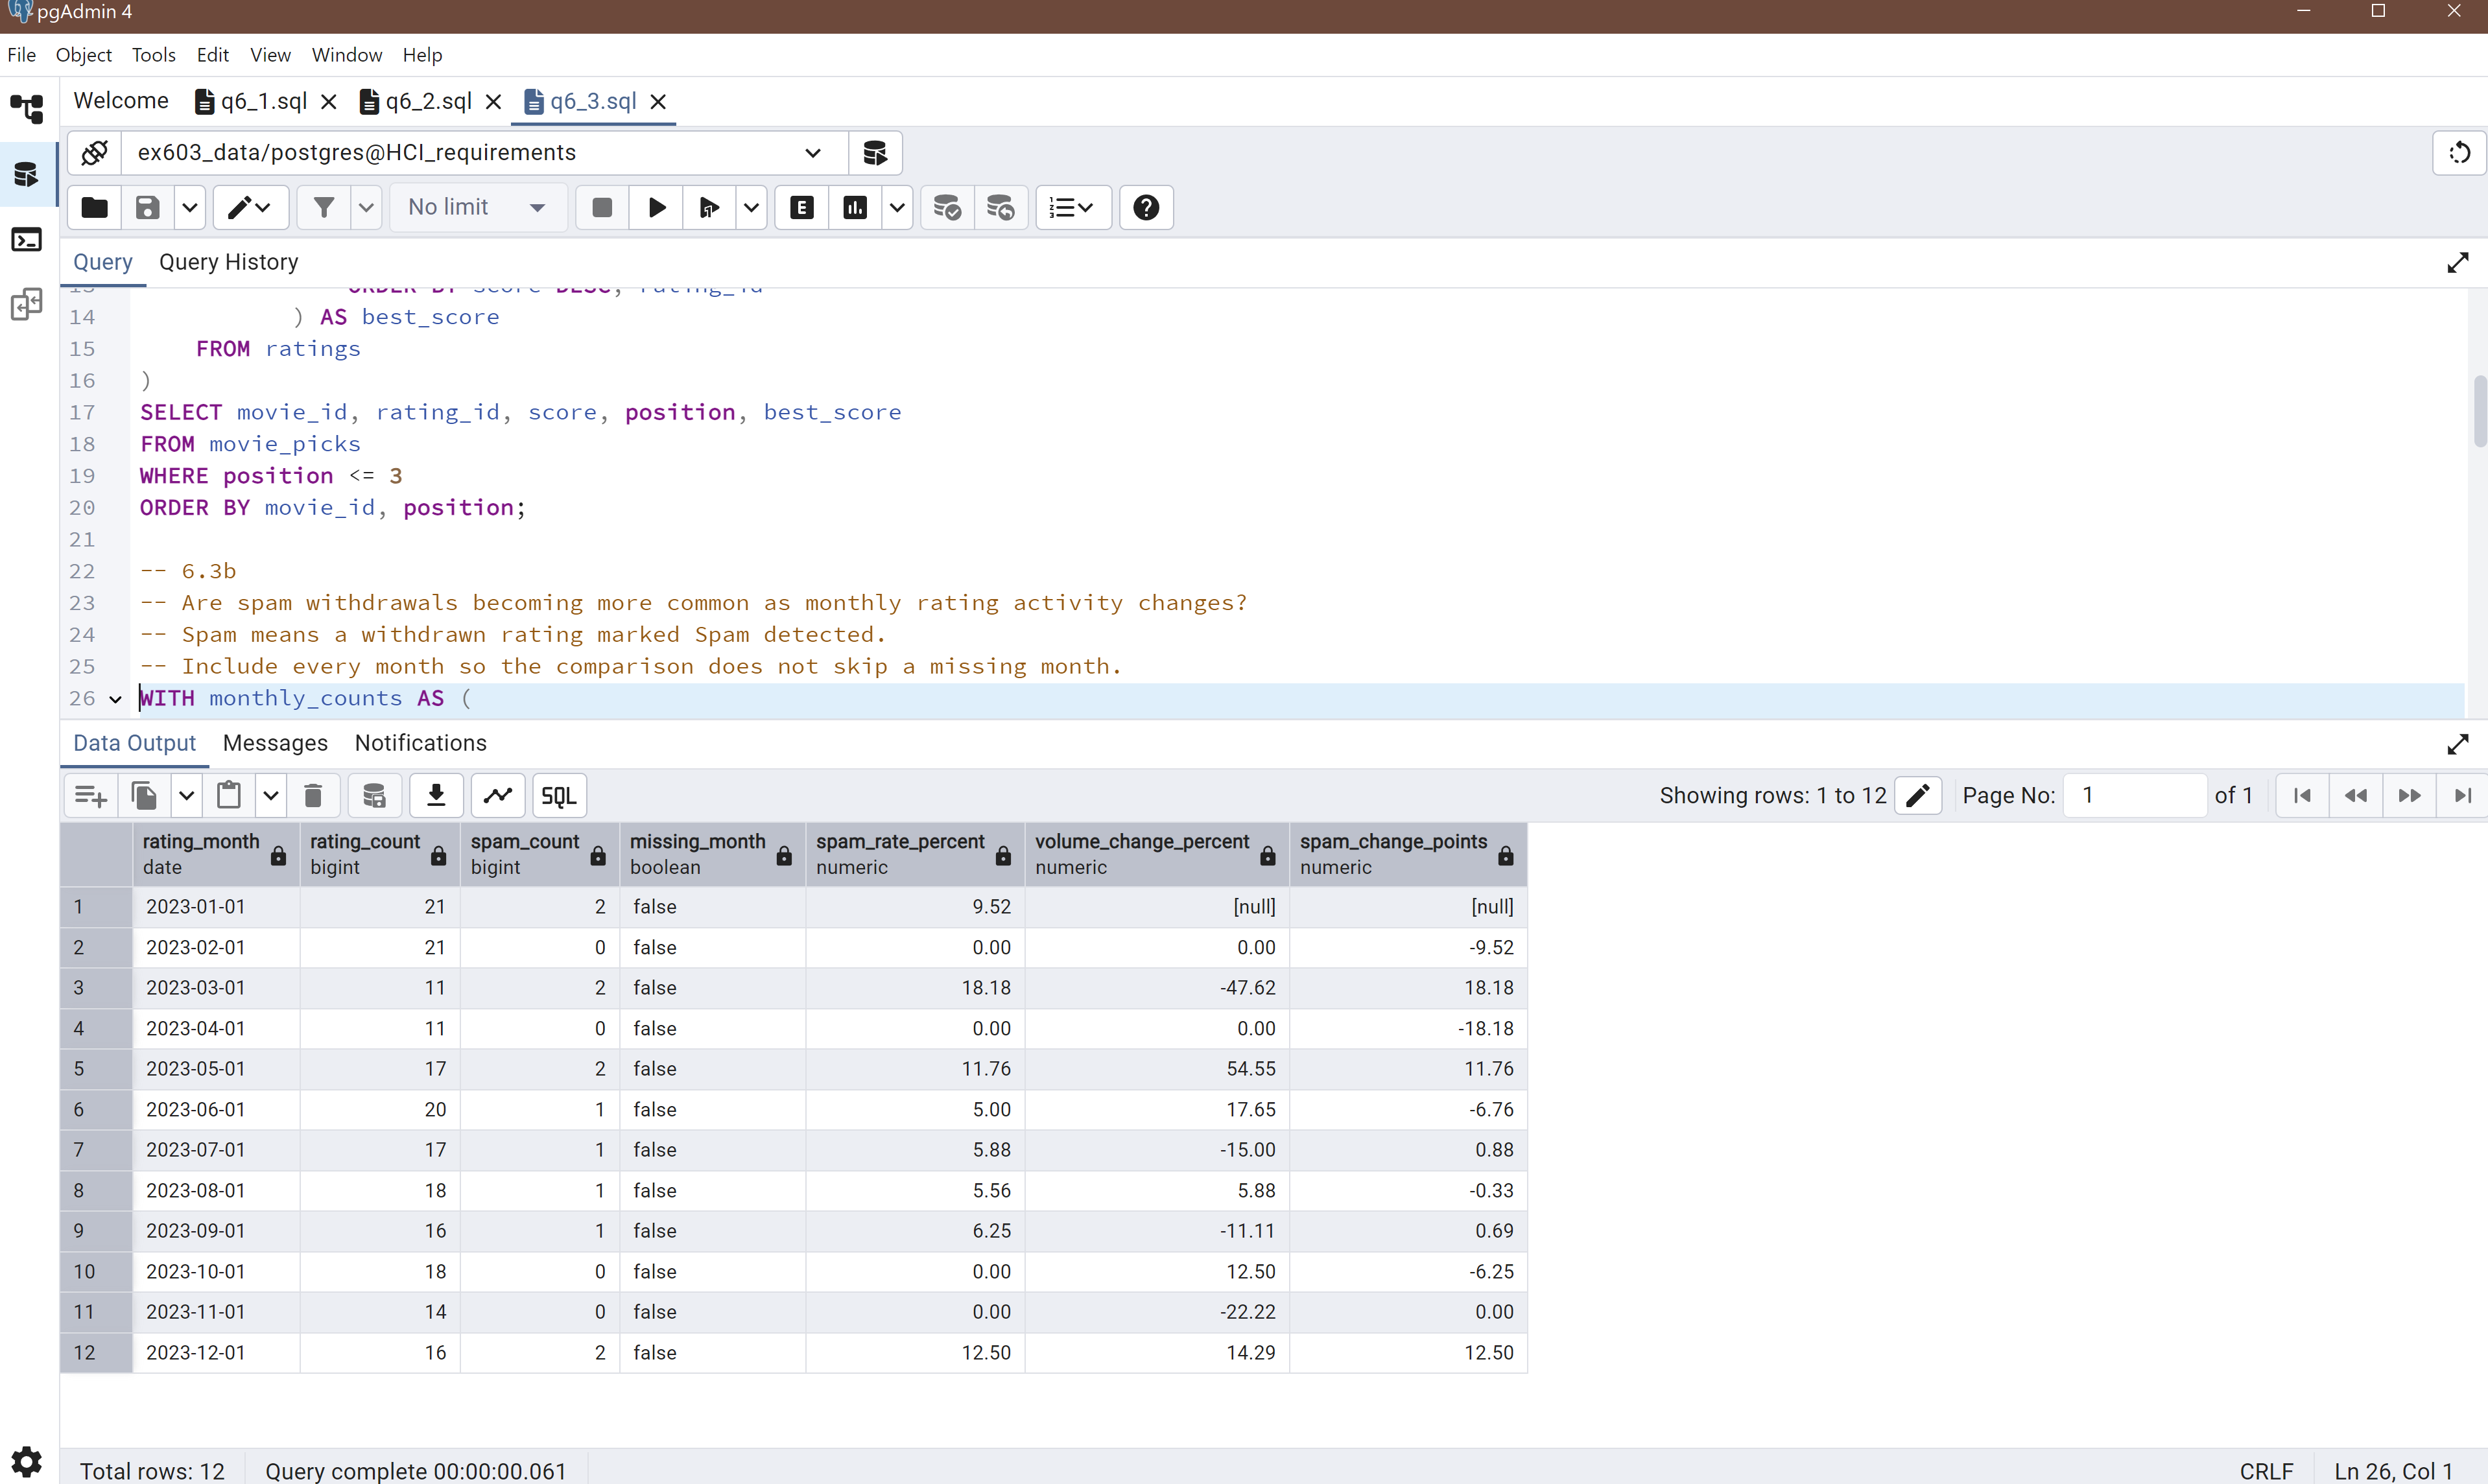 pgAdmin 4
File Object Tools Edit View Window Help
Welcome q6_1.sql q6_2.sql q6_3.sql
ex603_data/postgres@HCI_requirements
No limit
Query Query History
13 ORDER BY score DESC, rating_id
14 ) AS best_score
15 FROM ratings
16 )
17 SELECT movie_id, rating_id, score, position, best_score
18 FROM movie_picks
19 WHERE position <= 3
20 ORDER BY movie_id, position;
21
22 -- 6.3b
23 -- Are spam withdrawals becoming more common as monthly rating activity changes?
24 -- Spam means a withdrawn rating marked Spam detected.
25 -- Include every month so the comparison does not skip a missing month.
26 WITH monthly_counts AS (
Data Output Messages Notifications
SQL Showing rows: 1 to 12 Page No: 1 of 1
rating_month rating_count spam_count missing_month spam_rate_percent volume_change_percent spam_change_points
date bigint bigint boolean numeric numeric numeric
1 2023-01-01 21 2 false 9.52 [null] [null]
2 2023-02-01 21 0 false 0.00 0.00 -9.52
3 2023-03-01 11 2 false 18.18 -47.62 18.18
4 2023-04-01 11 0 false 0.00 0.00 -18.18
5 2023-05-01 17 2 false 11.76 54.55 11.76
6 2023-06-01 20 1 false 5.00 17.65 -6.76
7 2023-07-01 17 1 false 5.88 -15.00 0.88
8 2023-08-01 18 1 false 5.56 5.88 -0.33
9 2023-09-01 16 1 false 6.25 -11.11 0.69
10 2023-10-01 18 0 false 0.00 12.50 -6.25
11 2023-11-01 14 0 false 0.00 -22.22 0.00
12 2023-12-01 16 2 false 12.50 14.29 12.50
Total rows: 12 Query complete 00:00:00.061 CRLF Ln 26, Col 1